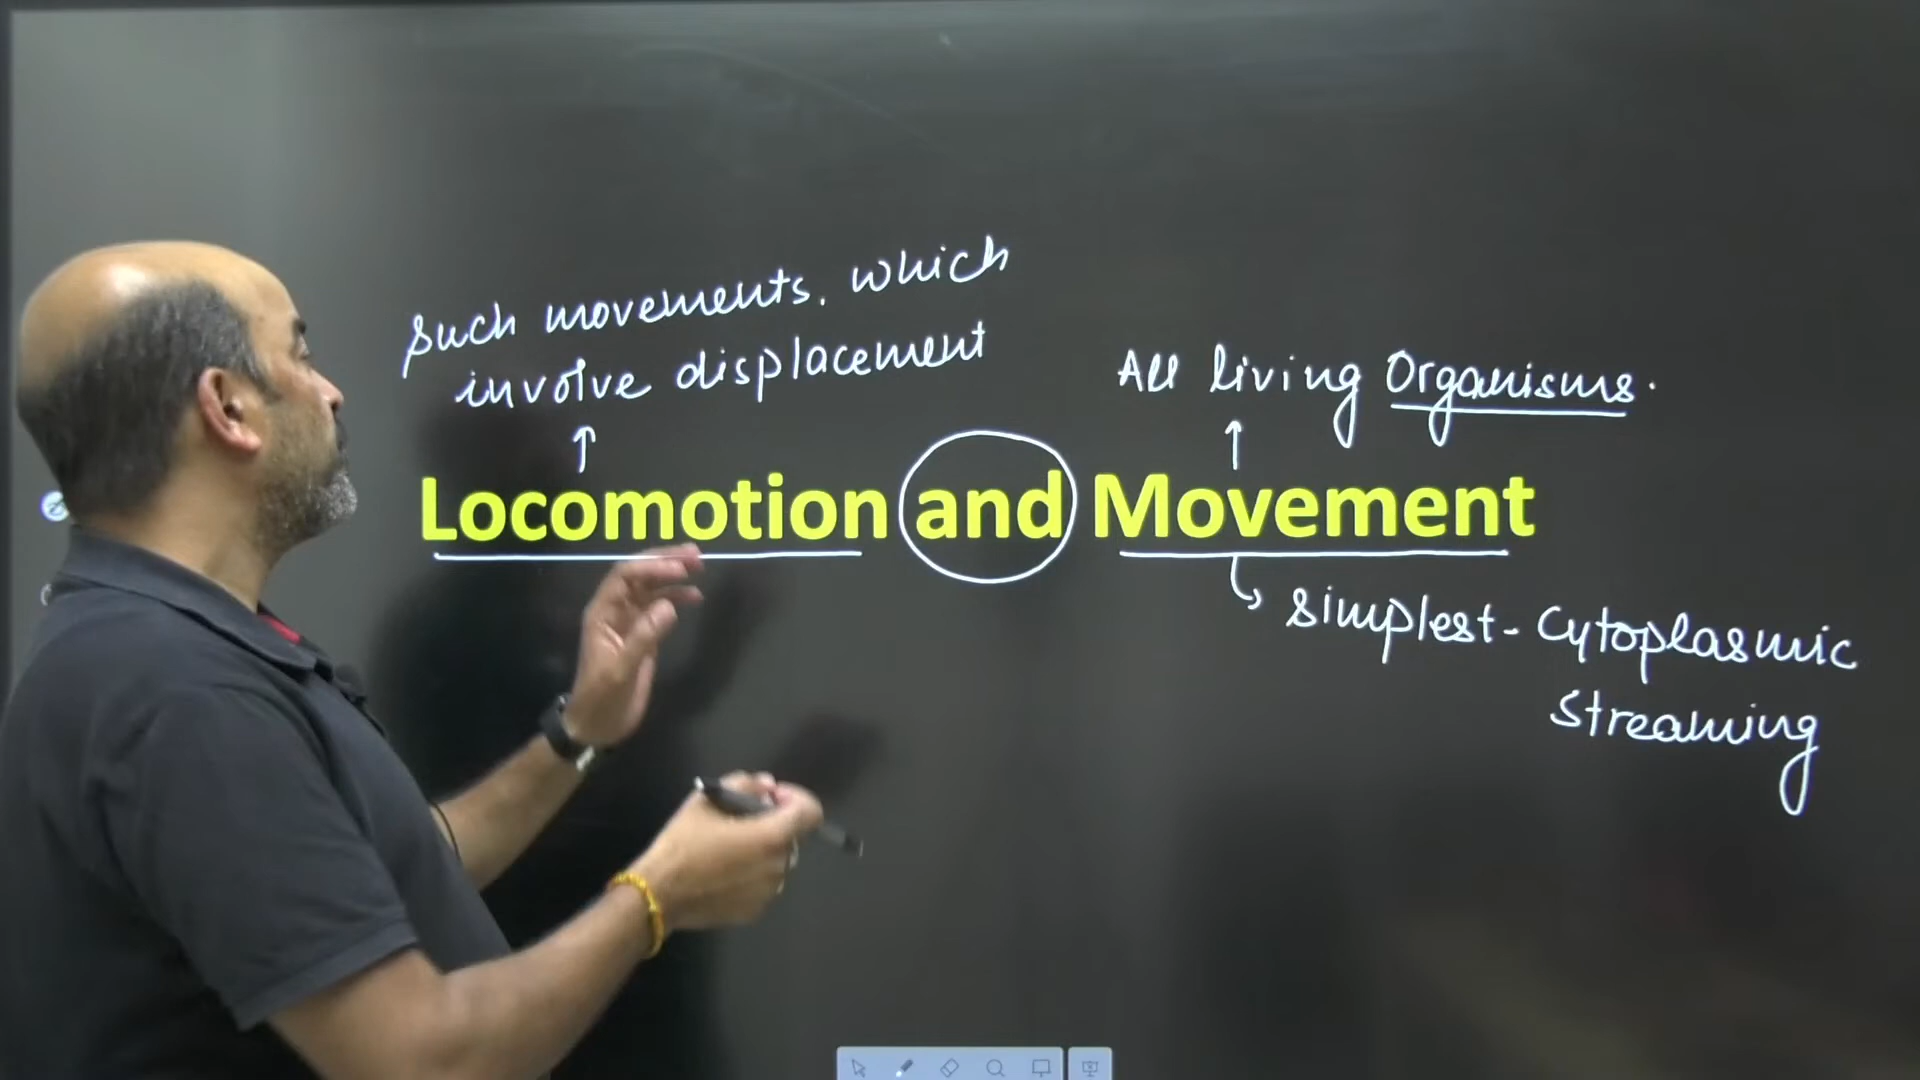 such movements. which
involve displacement
All living Organisms.
Locomotion and Movement
simplest - Cytoplasmic
Streaming